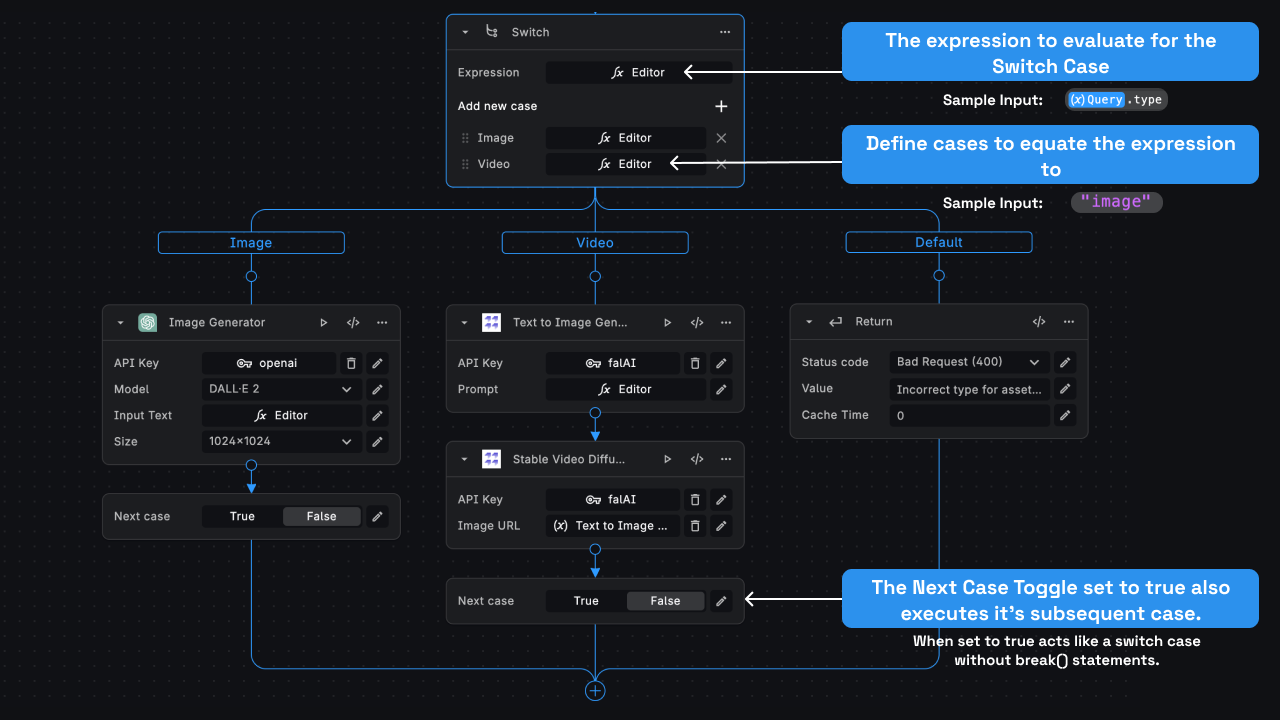 Switch
Expression
Editor
Add new case
Image
Editor
Video
Editor
The expression to evaluate for the
Switch Case
Sample Input:
(x)Query.type
Define cases to equate the expression
to
Sample Input:
"image"
Image
Video
Default
Image Generator
API Key
openai
Model
DALL·E 2
Input Text
Editor
Size
1024×1024
Next case
True
False
Text to Image Gen...
API Key
falAI
Prompt
Editor
Stable Video Diffu...
API Key
falAI
Image URL
(x) Text to Image ...
Next case
True
False
Return
Status code
Bad Request (400)
Value
Incorrect type for asset...
Cache Time
0
The Next Case Toggle set to true also
executes it's subsequent case.
When set to true acts like a switch case
without break() statements.